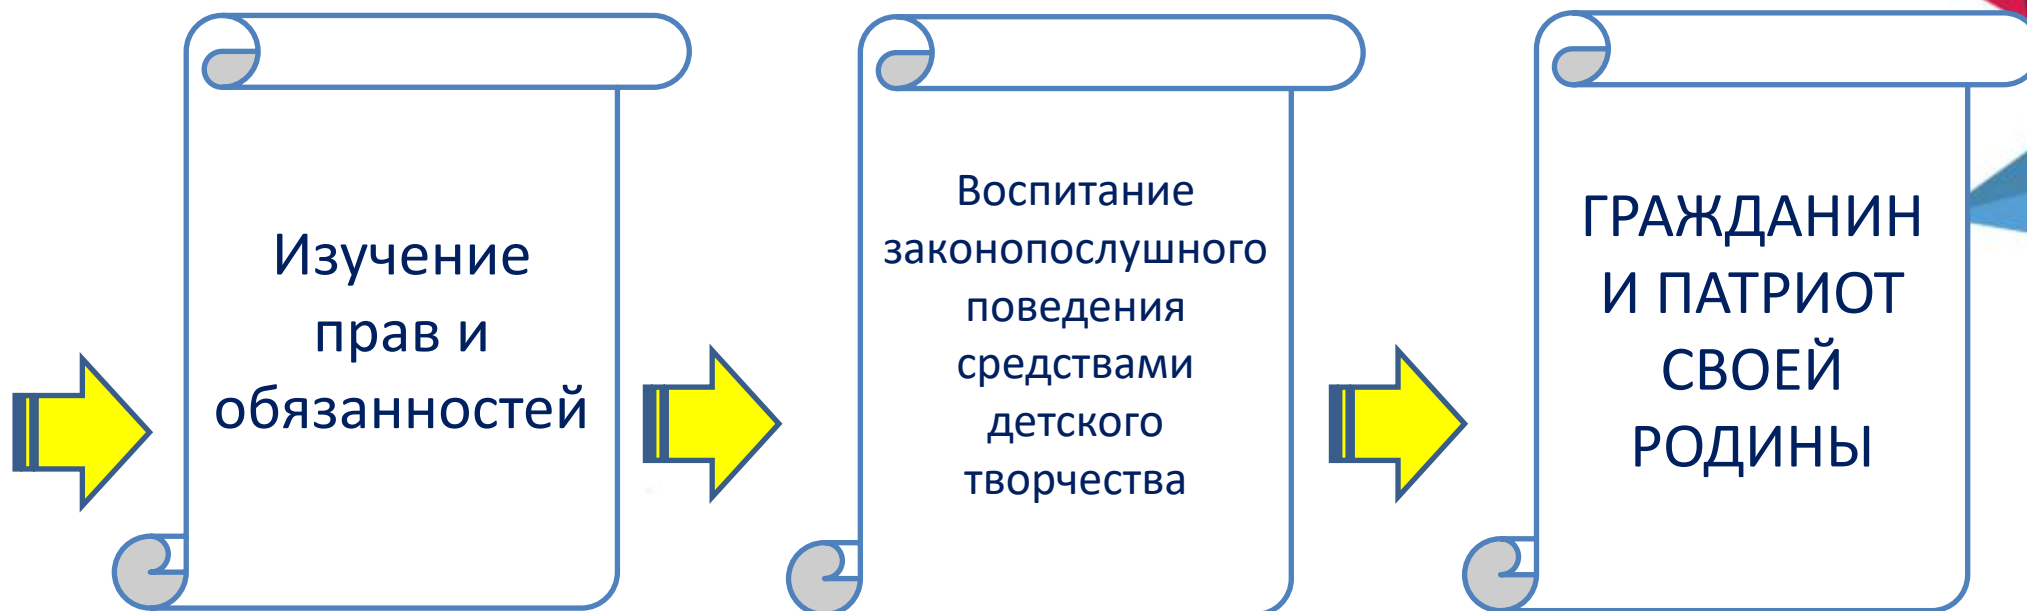 Изучение
прав и
обязанностей
Воспитание
законопослушного
поведения
средствами
детского
творчества
ГРАЖДАНИН
И ПАТРИОТ
СВОЕЙ
РОДИНЫ